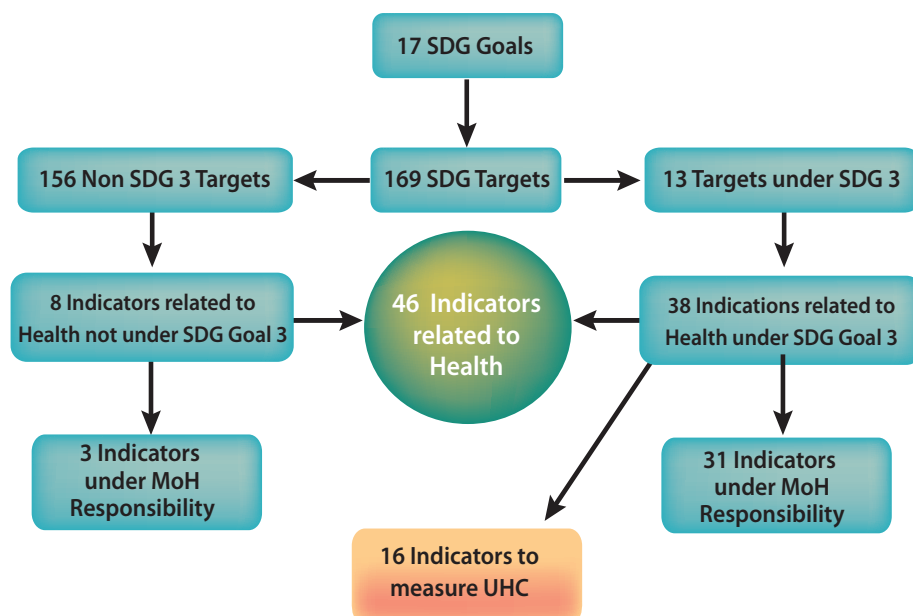 17 SDG Goals
156 Non SDG 3 Targets
169 SDG Targets
13 Targets under SDG 3
8 Indicators related to
Health not under SDG Goal 3
46 Indicators
related to
Health
38 Indications related to
Health under SDG Goal 3
3 Indicators
under MoH
Responsibility
31 Indicators
under MoH
Responsibility
16 Indicators to
measure UHC